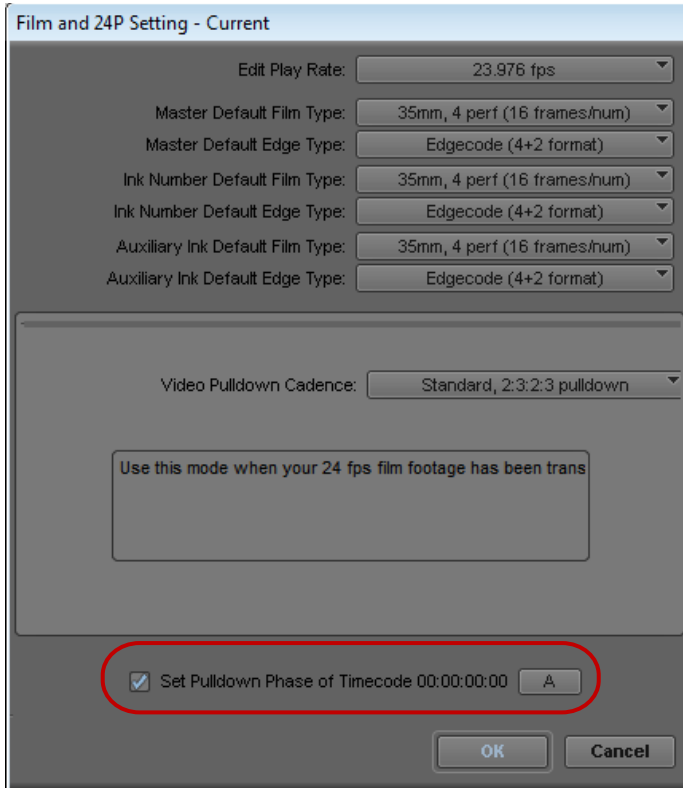 Film and 24P Setting - Current
Edit Play Rate: 23.976 fps
Master Default Film Type: 35mm, 4 perf (16 frames/num)
Master Default Edge Type: Edgecode (4+2 format)
Ink Number Default Film Type: 35mm, 4 perf (16 frames/num)
Ink Number Default Edge Type: Edgecode (4+2 format)
Auxiliary Ink Default Film Type: 35mm, 4 perf (16 frames/num)
Auxiliary Ink Default Edge Type: Edgecode (4+2 format)
Video Pulldown Cadence: Standard, 2:3:2:3 pulldown
Use this mode when your 24 fps film footage has been trans
Set Pulldown Phase of Timecode 00:00:00:00 A
OK Cancel